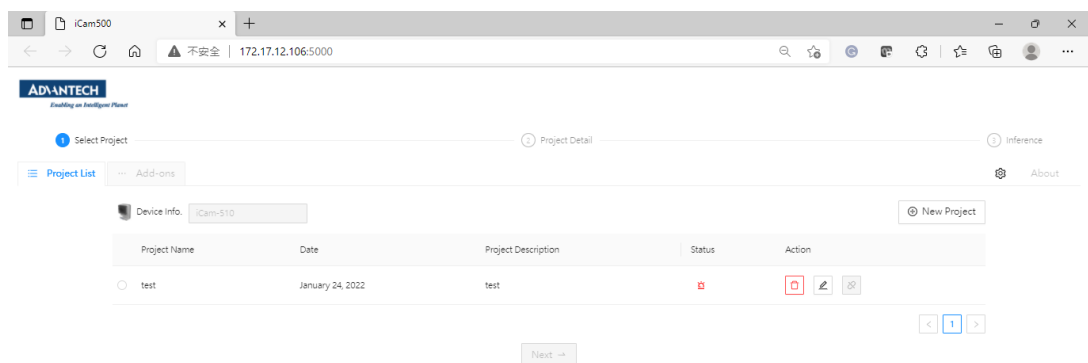 iCam500
不安全 172.17.12.106:5000
ADVANTECH
Enabling an Intelligent Planet
1 Select Project 2 Project Detail 3 Inference
Project List ··· Add-ons About
Device Info. iCam-510 New Project
Project Name Date Project Description Status Action
test January 24, 2022 test
< 1 >
Next →